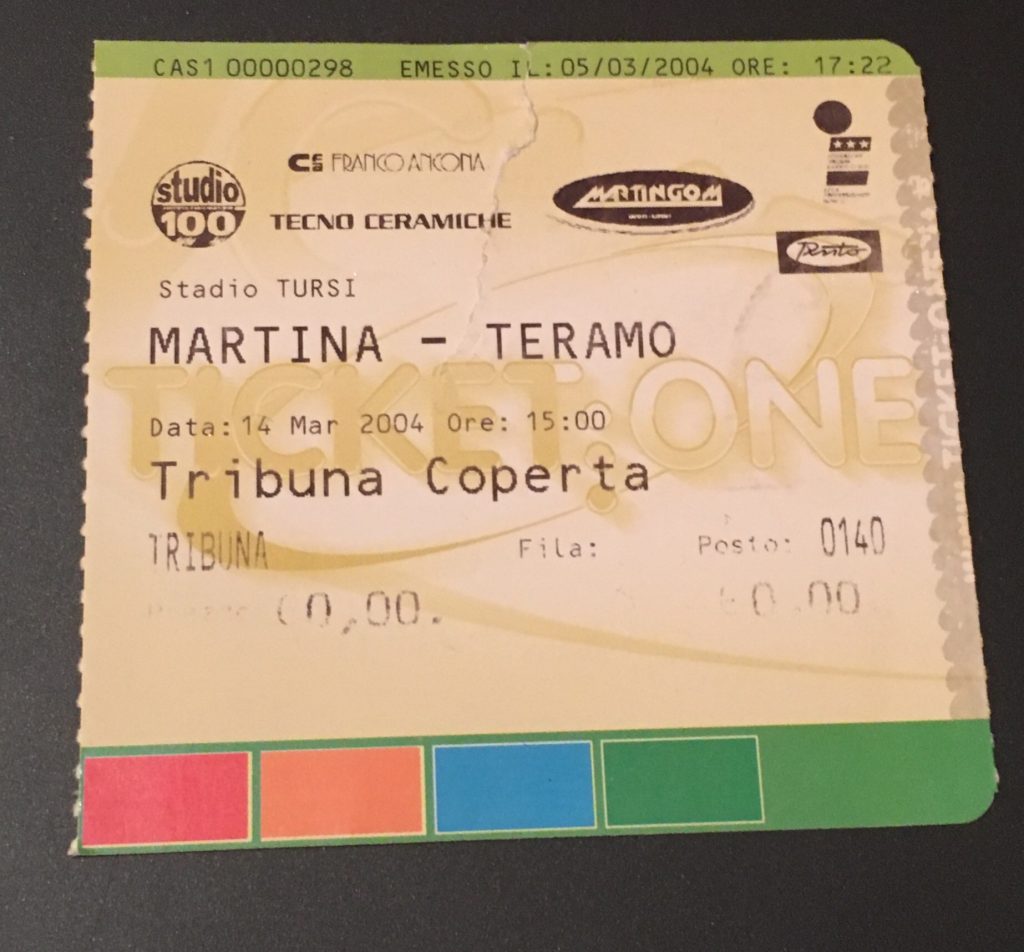 CAS1 00000298 EMESSO IL: 05/03/2004 ORE: 17:22
CES FRANCO ANCONA
studio
100
TECNO CERAMICHE
MARTINGOM
Stadio TURSI
MARTINA - TERAMO
TICKET.ONE
Data: 14 Mar 2004 Ore: 15:00
Tribuna Coperta
TRIBUNA Fila: Posto: 0140
€0,00. €0.00